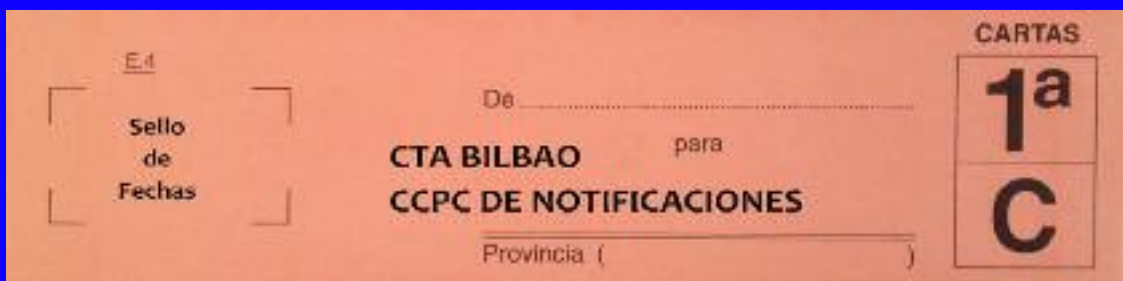 CARTAS
E.4
1ª
De
Sello
de
Fechas
para
CTA BILBAO
CCPC DE NOTIFICACIONES
C
Provincia ( )